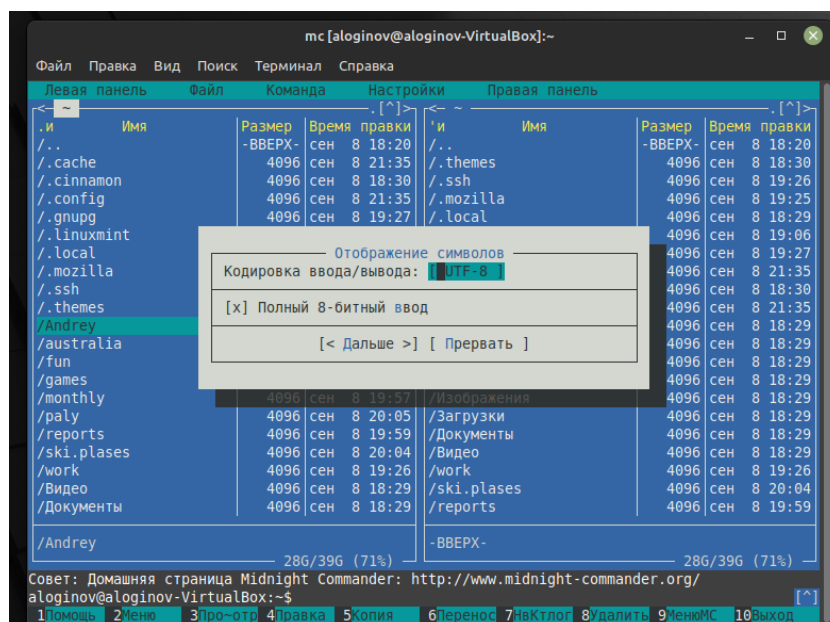 mc [aloginov@aloginov-VirtualBox]:~
Файл Правка Вид Поиск Терминал Справка
Левая панель Файл Команда Настройки Правая панель
<— ~ .[^]> <— ~ .[^]>
.и Имя Размер Время правки 'и Имя Размер Время правки
/.. -ВВЕРХ- сен 8 18:20 /.. -ВВЕРХ- сен 8 18:20
/.cache 4096 сен 8 21:35 /.themes 4096 сен 8 18:30
/.cinnamon 4096 сен 8 18:30 /.ssh 4096 сен 8 19:26
/.config 4096 сен 8 21:35 /.mozilla 4096 сен 8 19:25
/.gnupg 4096 сен 8 19:27 /.local 4096 сен 8 18:29
/.linuxmint 4096 сен 8 19:06
/.local Отображение символов 4096 сен 8 19:27
/.mozilla Кодировка ввода/вывода: [ UTF-8 ] 4096 сен 8 21:35
/.ssh 4096 сен 8 18:30
/.themes [x] Полный 8-битный ввод 4096 сен 8 21:35
/Andrey 4096 сен 8 18:29
/australia [< Дальше >] [ Прервать ] 4096 сен 8 18:29
/fun 4096 сен 8 18:29
/games 4096 сен 8 18:29
/monthly 4096 сен 8 19:57 /Изображения 4096 сен 8 18:29
/paly 4096 сен 8 20:05 /Загрузки 4096 сен 8 18:29
/reports 4096 сен 8 19:59 /Документы 4096 сен 8 18:29
/ski.plases 4096 сен 8 20:04 /Видео 4096 сен 8 18:29
/work 4096 сен 8 19:26 /work 4096 сен 8 19:26
/Видео 4096 сен 8 18:29 /ski.plases 4096 сен 8 20:04
/Документы 4096 сен 8 18:29 /reports 4096 сен 8 19:59
/Andrey -ВВЕРХ-
28G/39G (71%) 28G/39G (71%)
Совет: Домашняя страница Midnight Commander: http://www.midnight-commander.org/
aloginov@aloginov-VirtualBox:~$ [^]
1Помощь 2Меню 3Про~отр 4Правка 5Копия 6Перенос 7НвКтлог 8Удалить 9МенюМС 10Выход